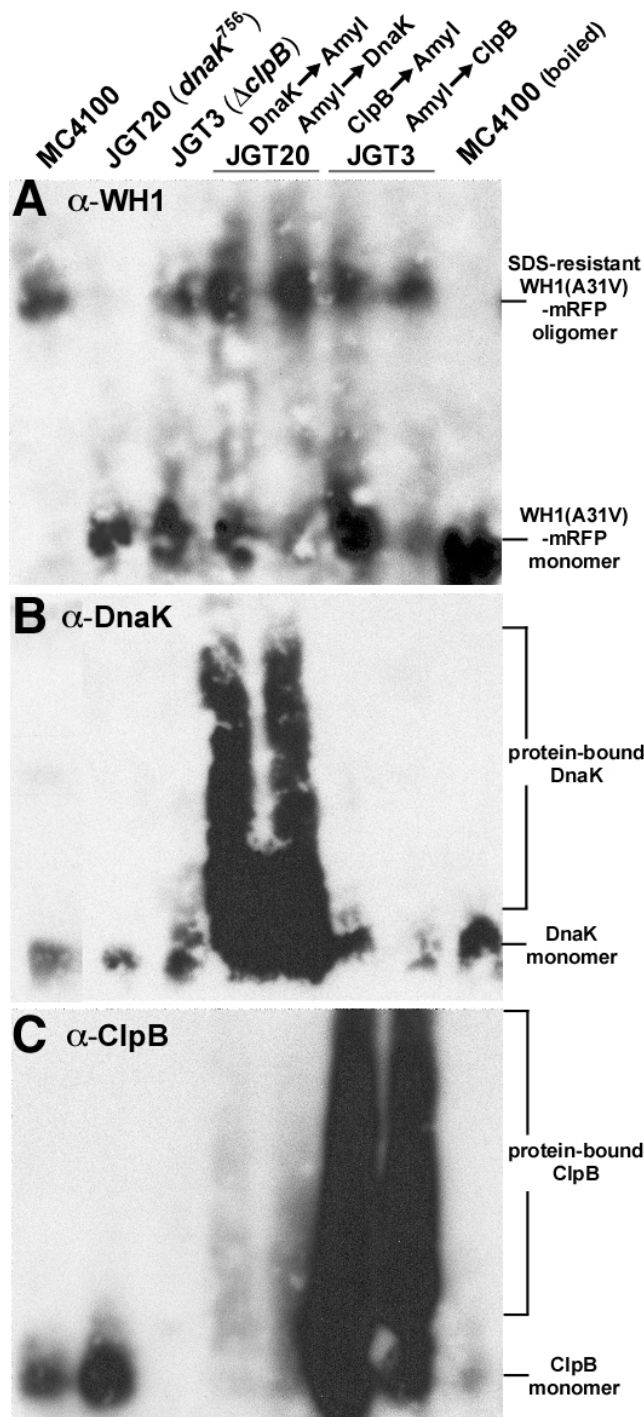 MC4100
JGT20 (dnaK⁷⁵⁶)
JGT3 (ΔclpB)
DnaK→Amyl
Amyl→DnaK
ClpB→Amyl
Amyl→ClpB
MC4100 (boiled)
JGT20 JGT3
A α-WH1
SDS-resistant
WH1(A31V)
-mRFP
oligomer
WH1(A31V)
-mRFP
monomer
B α-DnaK
protein-bound
DnaK
DnaK
monomer
C α-ClpB
protein-bound
ClpB
ClpB
monomer